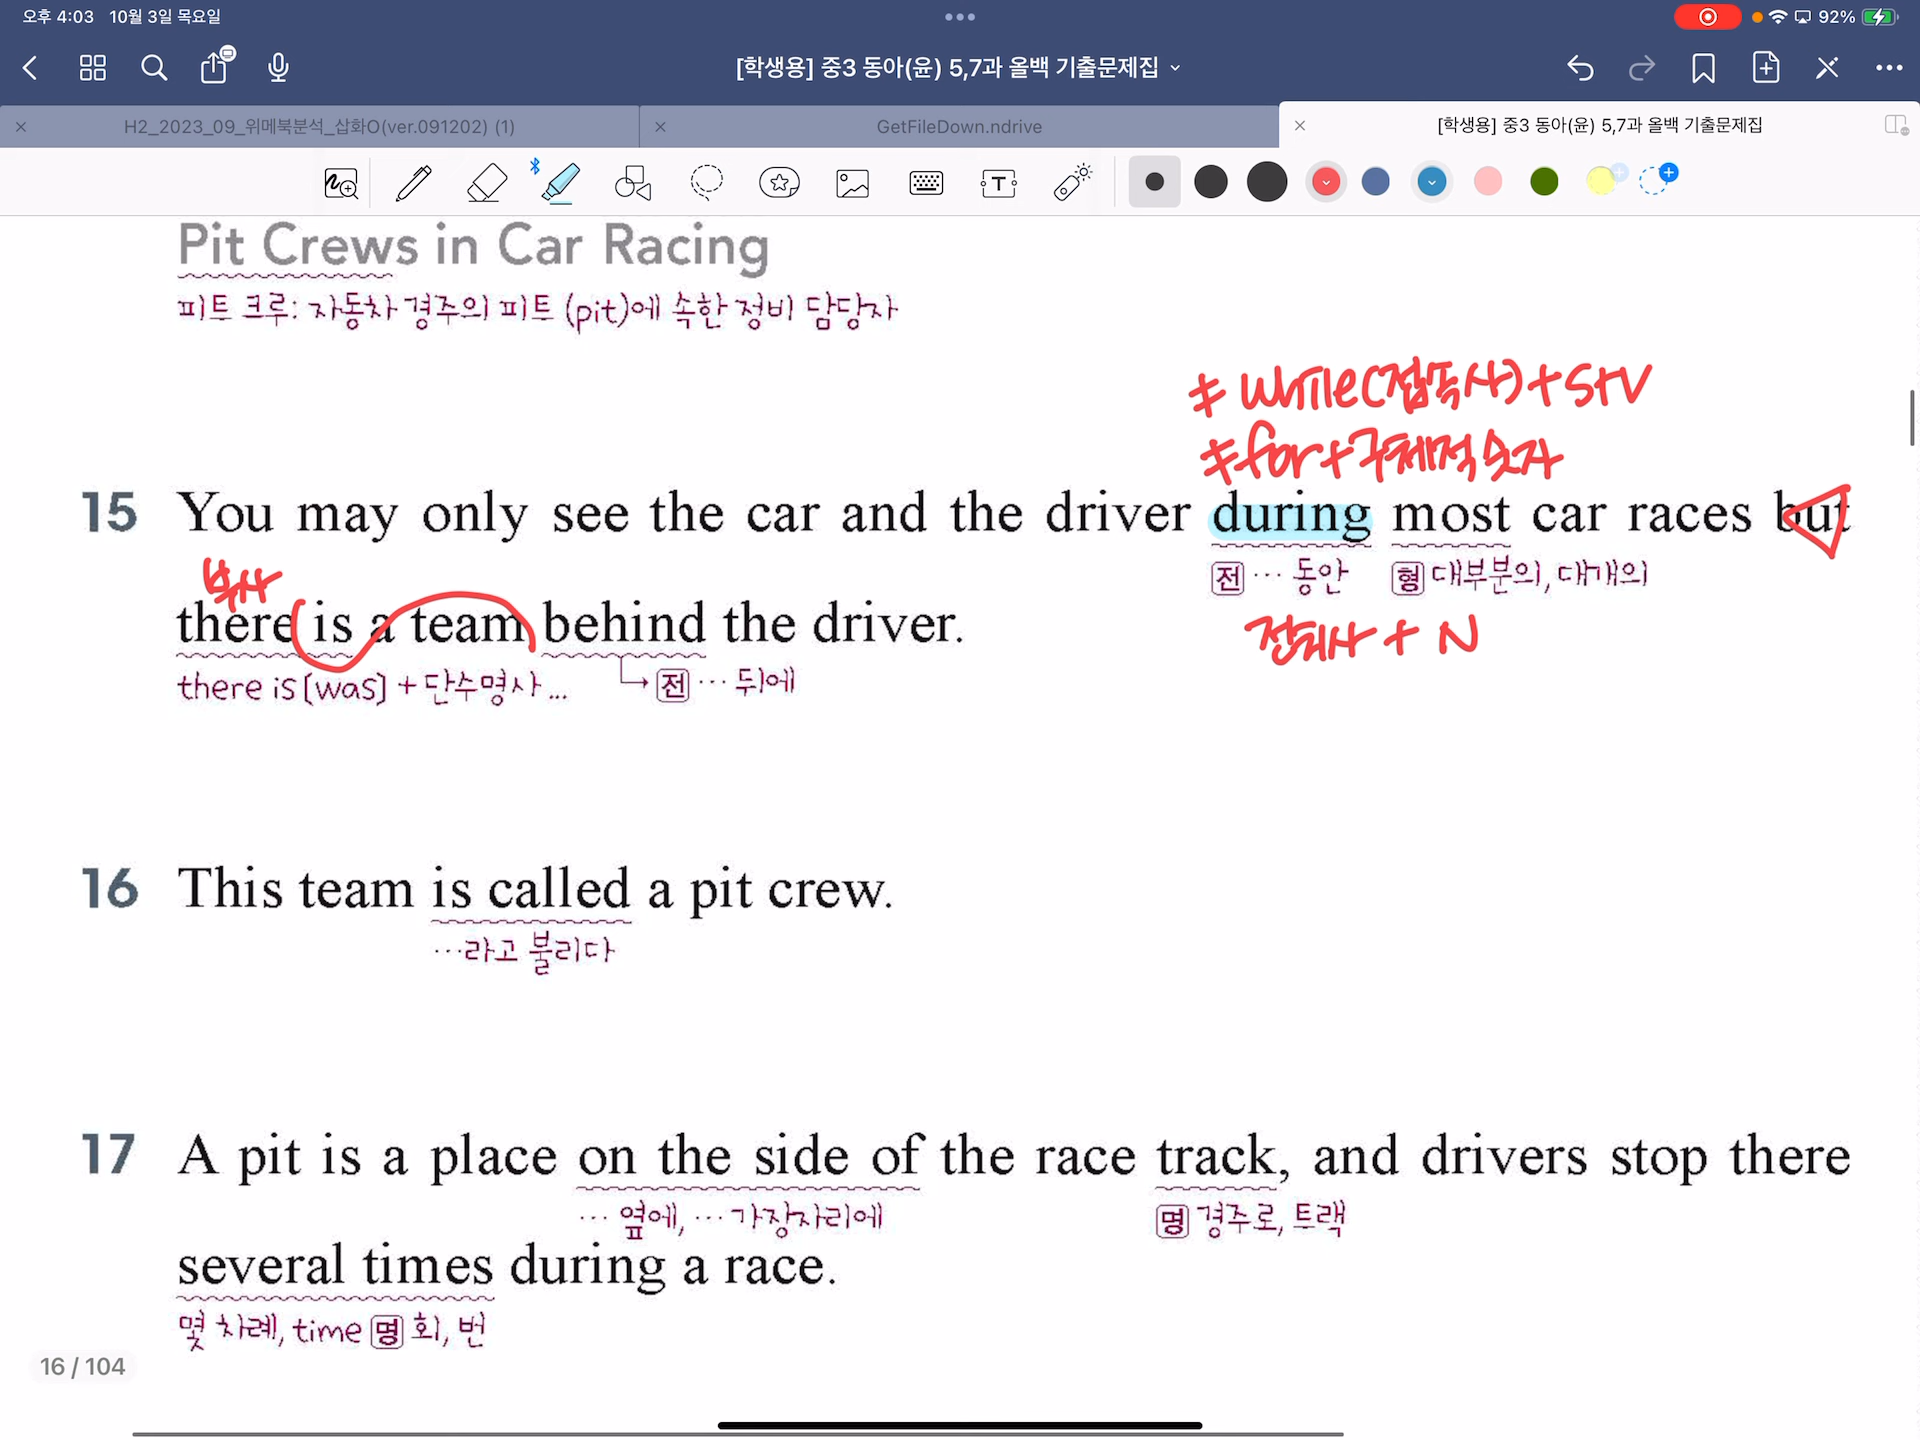 오후 4:03 10월 3일 목요일
92%
[학생용] 중3 동아(윤) 5,7과 올백 기출문제집
H2_2023_09_위메북분석_삽화O(ver.091202) (1)
GetFileDown.ndrive
[학생용] 중3 동아(윤) 5,7과 올백 기출문제집
Pit Crews in Car Racing
피트 크루: 자동차 경주의 피트 (pit)에 속한 정비 담당자
≠ while(접속사)+S+V
≠for+구체적숫자
15 You may only see the car and the driver during most car races but
전 … 동안 형 대부분의, 대개의
부사
there is a team behind the driver.
전치사 + N
there is [was] + 단수명사 ...
전 … 뒤에
16 This team is called a pit crew.
…라고 불리다
17 A pit is a place on the side of the race track, and drivers stop there
… 옆에, … 가장자리에 명 경주로, 트랙
several times during a race.
몇 차례, time 명 회, 번
16 / 104